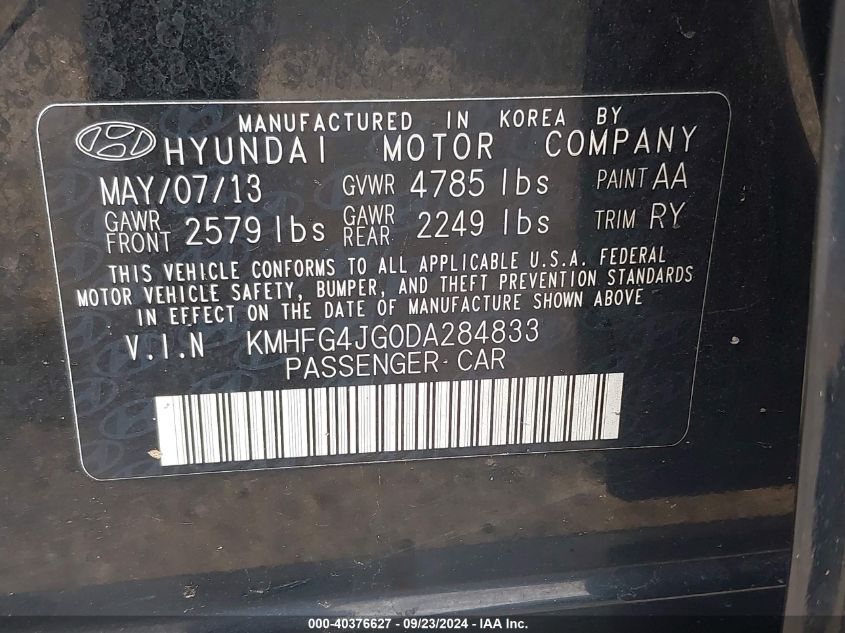 MANUFACTURED IN KOREA BY
HYUNDAI MOTOR COMPANY
MAY/07/13 GVWR 4785 lbs PAINT AA
GAWR FRONT 2579 lbs GAWR REAR 2249 lbs TRIM RY
THIS VEHICLE CONFORMS TO ALL APPLICABLE U.S.A. FEDERAL
MOTOR VEHICLE SAFETY, BUMPER, AND THEFT PREVENTION STANDARDS
IN EFFECT ON THE DATE OF MANUFACTURE SHOWN ABOVE
V.I.N KMHFG4JG0DA284833
PASSENGER CAR
000-40376627 - 09/23/2024 - IAAI Inc.